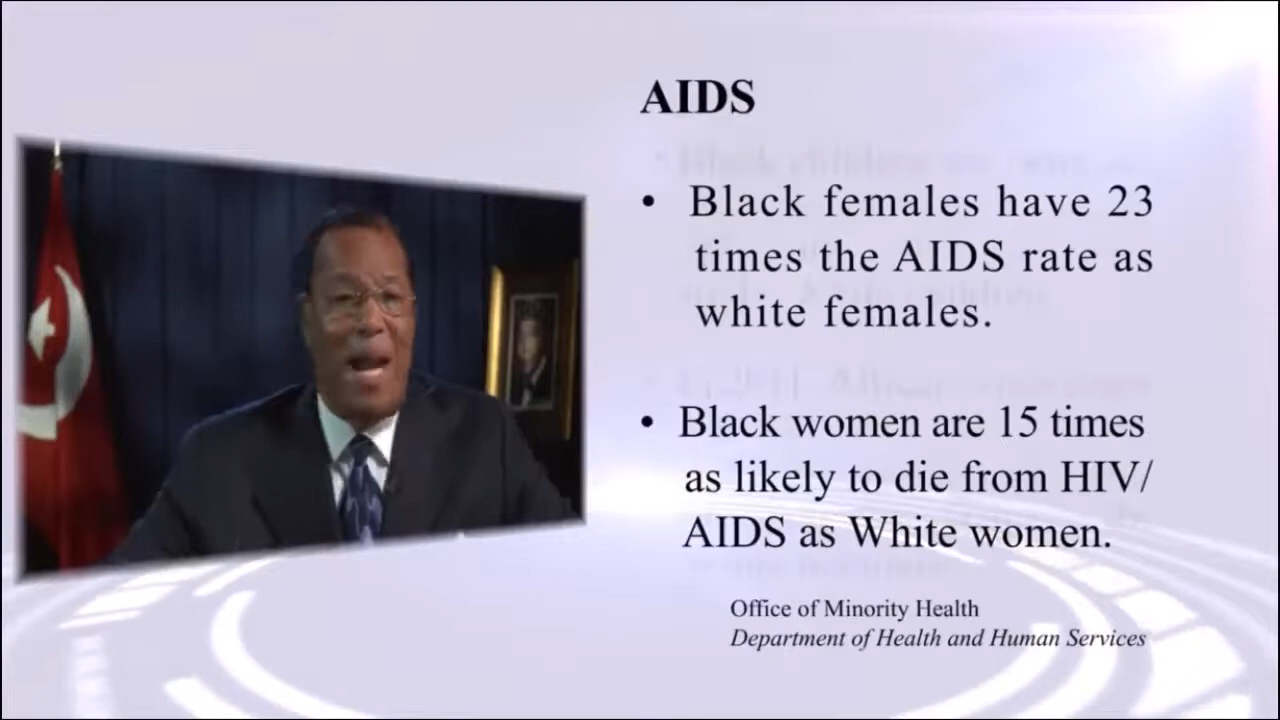 AIDS
• Black females have 23
times the AIDS rate as
white females.
• Black women are 15 times
as likely to die from HIV/
AIDS as White women.
Office of Minority Health
Department of Health and Human Services